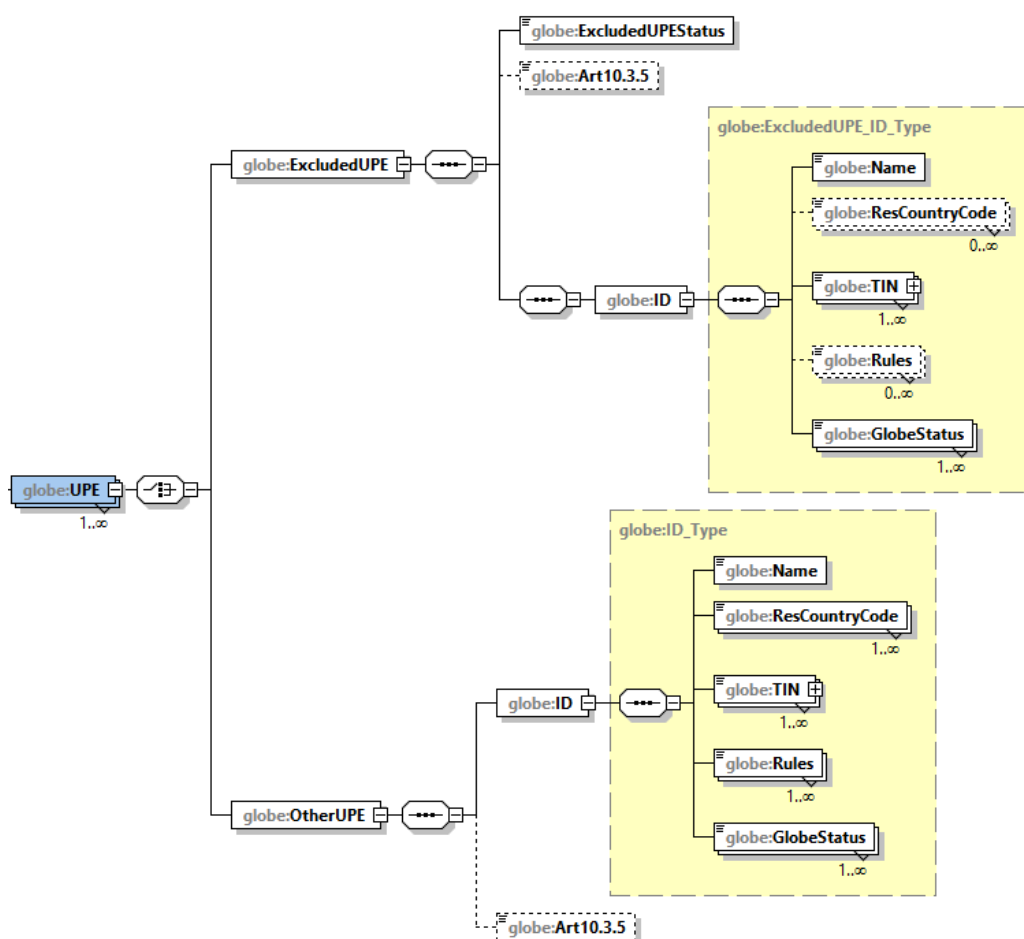 globe:ExcludedUPEStatus
globe:Art10.3.5
globe:ExcludedUPE_ID_Type
globe:ExcludedUPE
globe:Name
globe:ResCountryCode
0..∞
globe:ID
globe:TIN
1..∞
globe:Rules
0..∞
globe:GlobeStatus
1..∞
globe:UPE
1..∞
globe:ID_Type
globe:Name
globe:ResCountryCode
1..∞
globe:ID
globe:TIN
1..∞
globe:Rules
1..∞
globe:OtherUPE
globe:GlobeStatus
1..∞
globe:Art10.3.5